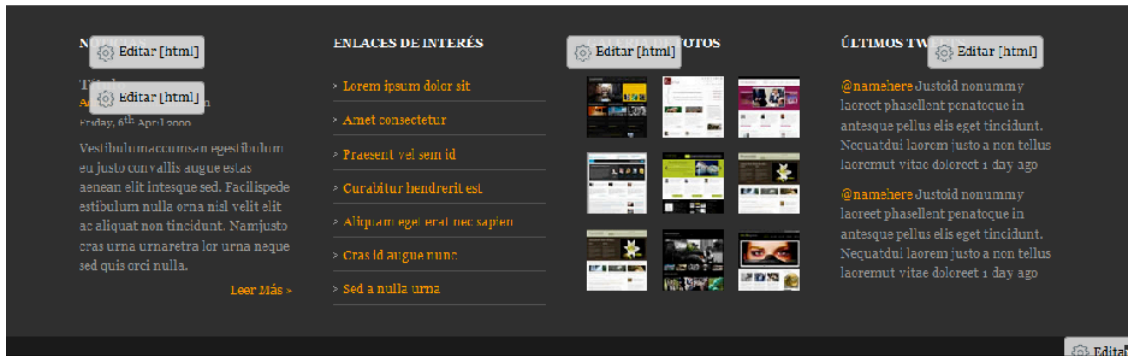 Editar [html]
Editar [html]
Friday, 6th April 2000
Vestibulumaccumsan egestibulum
eu justo convallis augue estas
aenean elit intesque sed. Facilispede
estibulum nulla orna nisl velit elit
ac aliquat non tincidunt. Namjusto
cras urna urnaretra lor urna neque
sed quis orci nulla.
Leer Más »
ENLACES DE INTERÉS
> Lorem ipsum dolor sit
> Amet consectetur
> Praesent vel sem id
> Curabitur hendrerit est
> Aliquam eget erat nec sapien
> Cras id augue nunc
> Sed a nulla urna
Editar [html]
ÚLTIMOS
Editar [html]
@namehere Justoid nonummy
laoreet phasellent penatoque in
antesque pellus elis eget tincidunt.
Nequatdui laorem justo a non tellus
laoremut vitae doloreet 1 day ago
@namehere Justoid nonummy
laoreet phasellent penatoque in
antesque pellus elis eget tincidunt.
Nequatdui laorem justo a non tellus
laoremut vitae doloreet 1 day ago